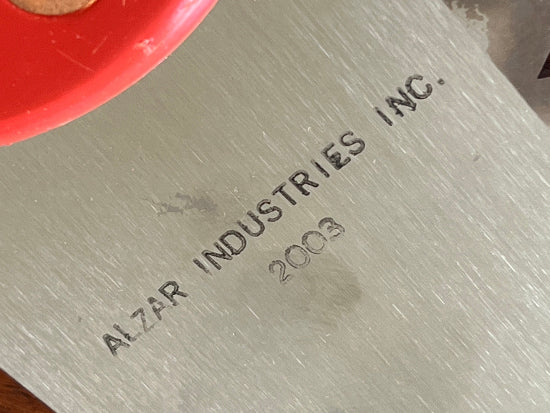 ALZAR INDUSTRIES INC.
2003